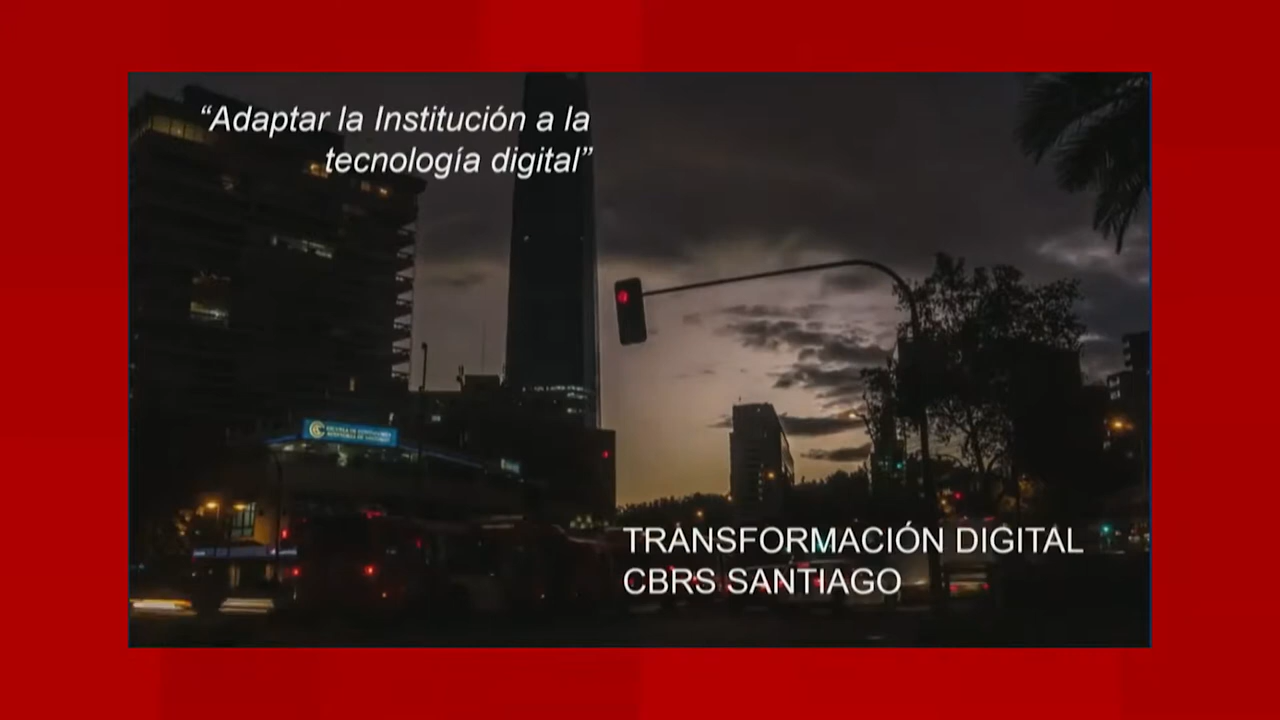 “Adaptar la Institución a la
tecnología digital”
TRANSFORMACIÓN DIGITAL
CBRS SANTIAGO